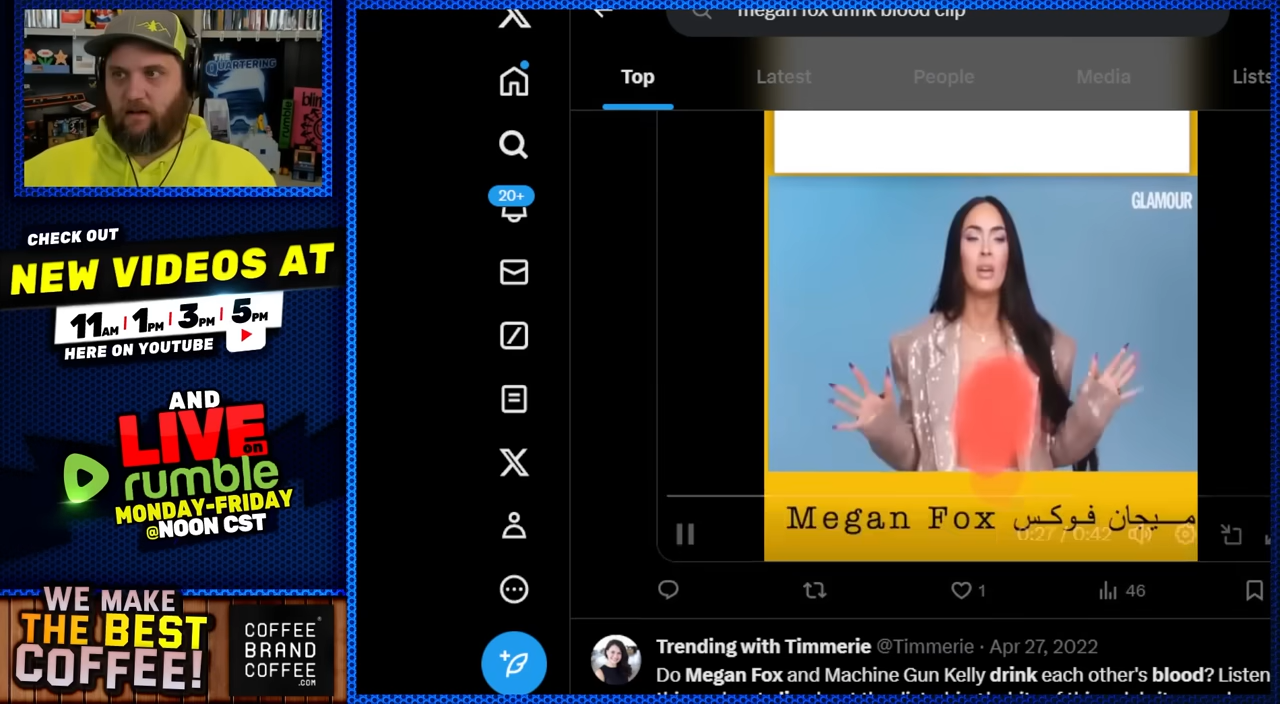 THE
QUARTERING
rumble
CHECK OUT
NEW VIDEOS AT
11AM | 1PM | 3PM | 5PM
HERE ON YOUTUBE
AND
LIVE on
rumble
MONDAY-FRIDAY
@NOON CST
WE MAKE
THE BEST
COFFEE!
COFFEE
BRAND
COFFEE
.COM
20+
megan fox drink blood clip
Top Latest People Media Lists
GLAMOUR
Megan Fox ميجان فوكس
0:27 / 0:42
1 46
Trending with Timmerie @Timmerie · Apr 27, 2022
Do Megan Fox and Machine Gun Kelly drink each other's blood? Listen